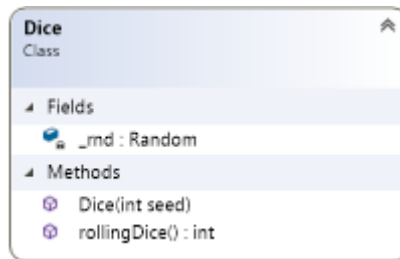 Dice
Class
Fields
_rnd : Random
Methods
Dice(int seed)
rollingDice() : int